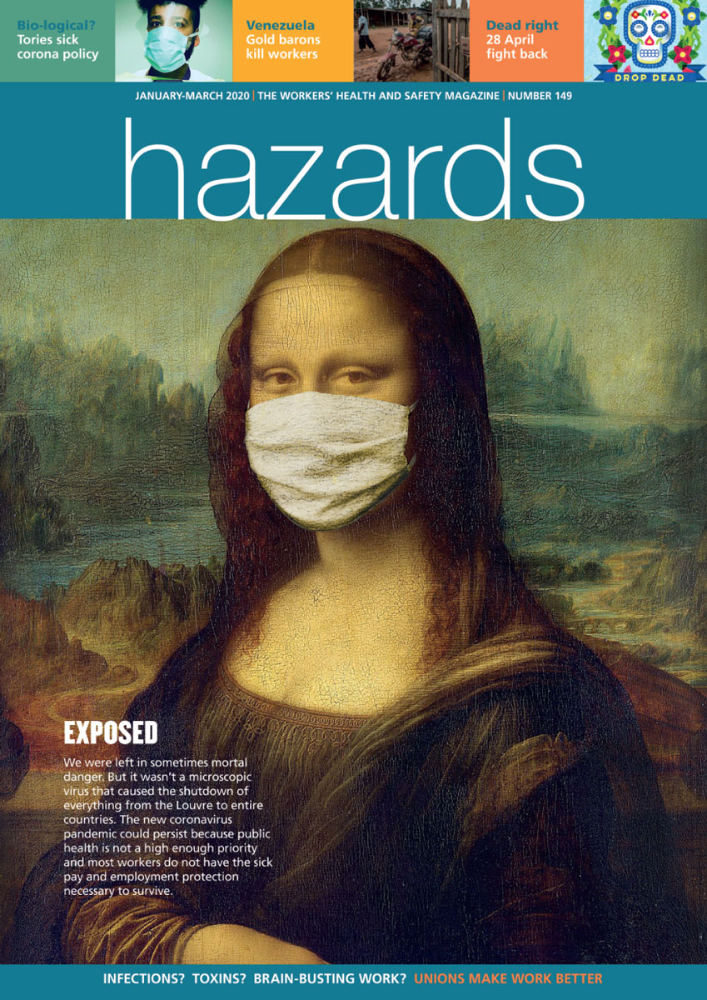 Bio-logical?
Tories sick
corona policy
Venezuela
Gold barons
kill workers
Dead right
28 April
fight back
DROP DEAD
JANUARY-MARCH 2020 | THE WORKERS' HEALTH AND SAFETY MAGAZINE | NUMBER 149
hazards
EXPOSED
We were left in sometimes mortal
danger. But it wasn't a microscopic
virus that caused the shutdown of
everything from the Louvre to entire
countries. The new coronavirus
pandemic could persist because public
health is not a high enough priority
and most workers do not have the sick
pay and employment protection
necessary to survive.
INFECTIONS? TOXINS? BRAIN-BUSTING WORK? UNIONS MAKE WORK BETTER